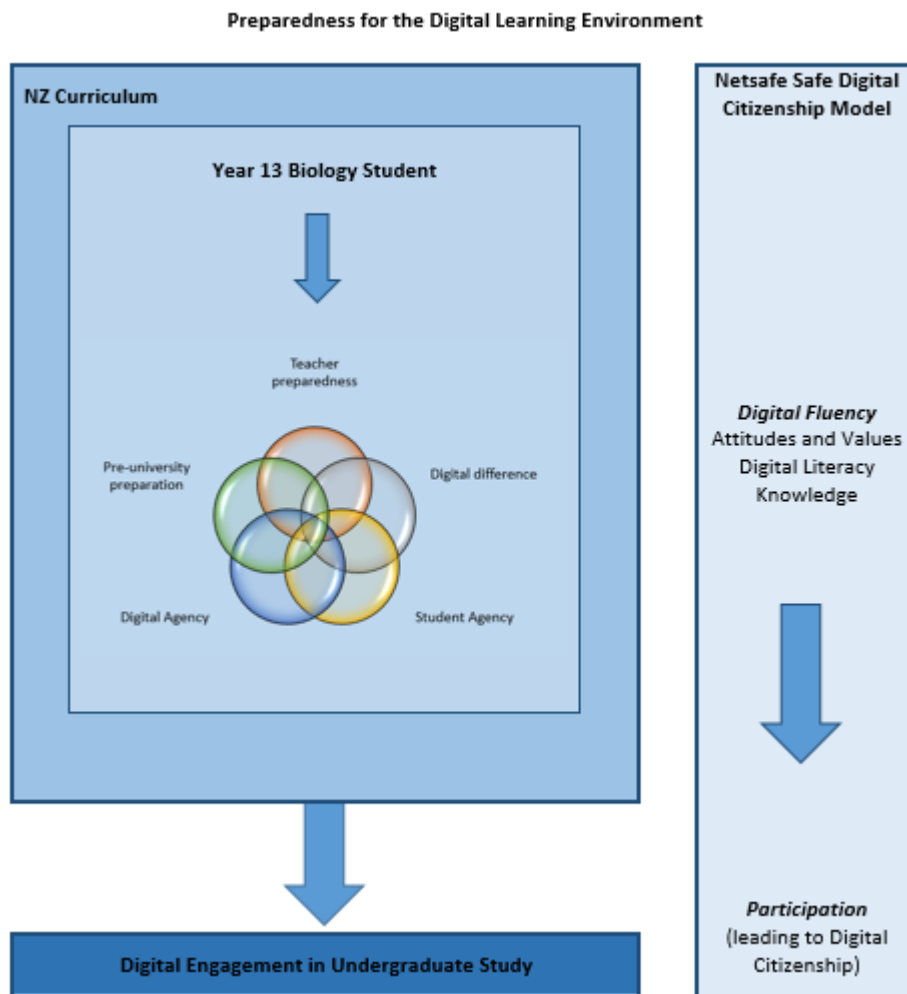 Preparedness for the Digital Learning Environment
NZ Curriculum
Year 13 Biology Student
Teacher
preparedness
Pre-university
preparation
Digital difference
Digital Agency
Student Agency
Digital Engagement in Undergraduate Study
Netsafe Safe Digital
Citizenship Model
Digital Fluency
Attitudes and Values
Digital Literacy
Knowledge
Participation
(leading to Digital
Citizenship)